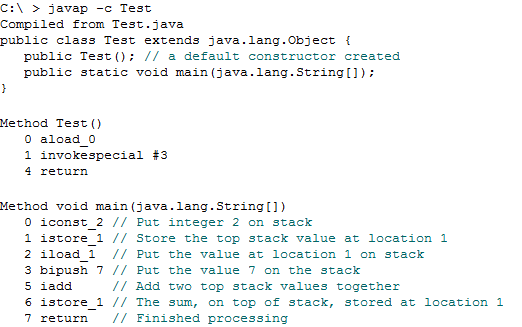 C:\ > javap -c Test
Compiled from Test.java
public class Test extends java.lang.Object {
   public Test(); // a default constructor created
   public static void main(java.lang.String[]);
}
Method Test()
   0 aload_0
   1 invokespecial #3
   4 return
Method void main(java.lang.String[])
   0 iconst_2 // Put integer 2 on stack
   1 istore_1 // Store the top stack value at location 1
   2 iload_1  // Put the value at location 1 on stack
   3 bipush 7 // Put the value 7 on the stack
   5 iadd     // Add two top stack values together
   6 istore_1 // The sum, on top of stack, stored at location 1
   7 return   // Finished processing